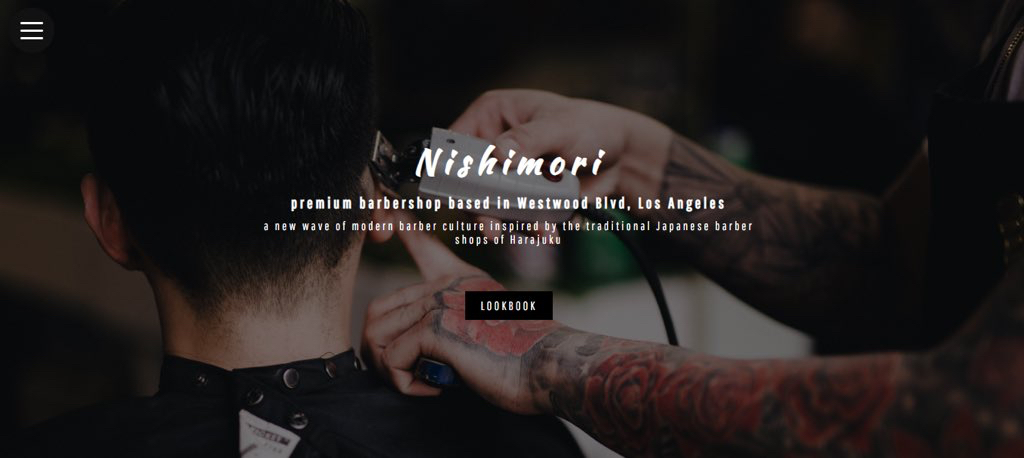 Nishimori
premium barbershop based in Westwood Blvd, Los Angeles
a new wave of modern barber culture inspired by the traditional Japanese barber
shops of Harajuku
LOOKBOOK